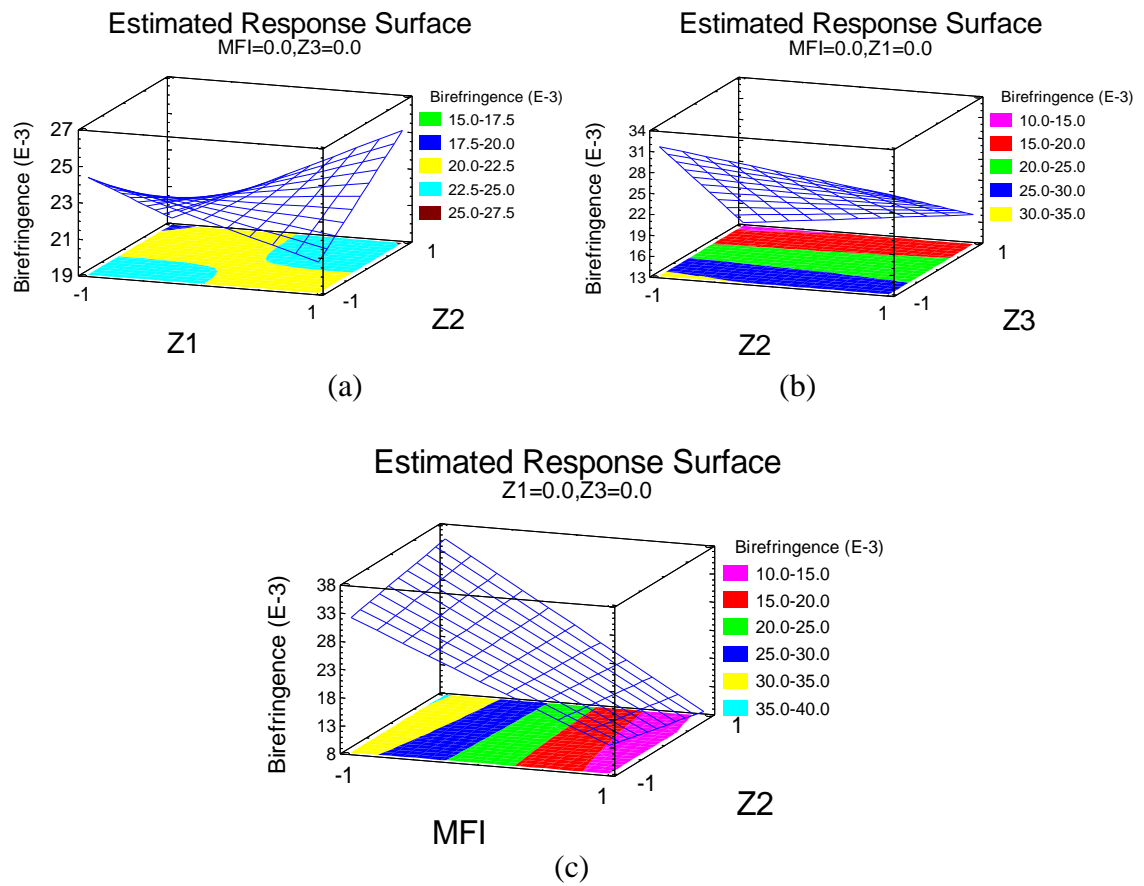 Estimated Response Surface
MFI=0.0,Z3=0.0
Birefringence (E-3)
15.0-17.5
17.5-20.0
20.0-22.5
22.5-25.0
25.0-27.5
Birefringence (E-3)
27
25
23
21
19
-1
1
Z1
-1
1
Z2
(a)
Estimated Response Surface
MFI=0.0,Z1=0.0
Birefringence (E-3)
10.0-15.0
15.0-20.0
20.0-25.0
25.0-30.0
30.0-35.0
Birefringence (E-3)
34
31
28
25
22
19
16
13
-1
1
Z2
-1
1
Z3
(b)
Estimated Response Surface
Z1=0.0,Z3=0.0
Birefringence (E-3)
10.0-15.0
15.0-20.0
20.0-25.0
25.0-30.0
30.0-35.0
35.0-40.0
Birefringence (E-3)
38
33
28
23
18
13
8
-1
1
MFI
-1
1
Z2
(c)